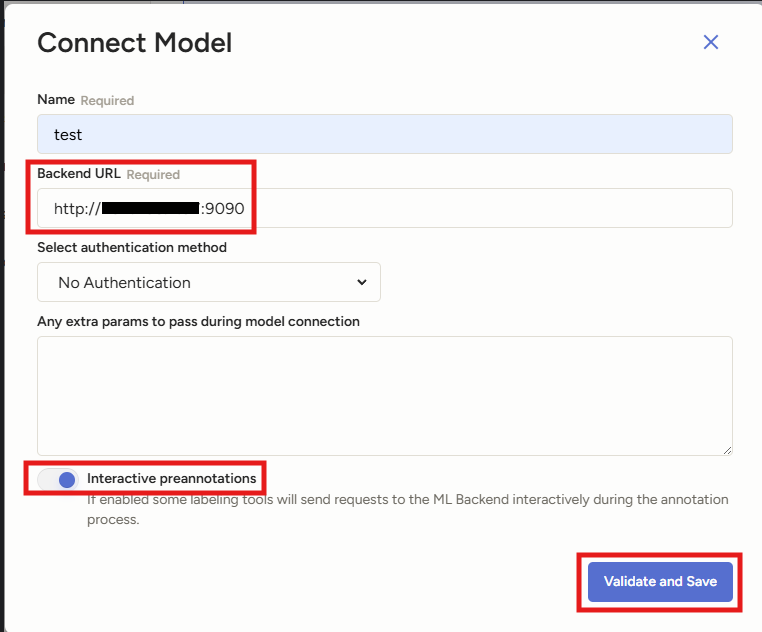 Connect Model
Name Required
test
Backend URL Required
http:// :9090
Select authentication method
No Authentication
Any extra params to pass during model connection
Interactive preannotations
If enabled some labeling tools will send requests to the ML Backend interactively during the annotation
process.
Validate and Save